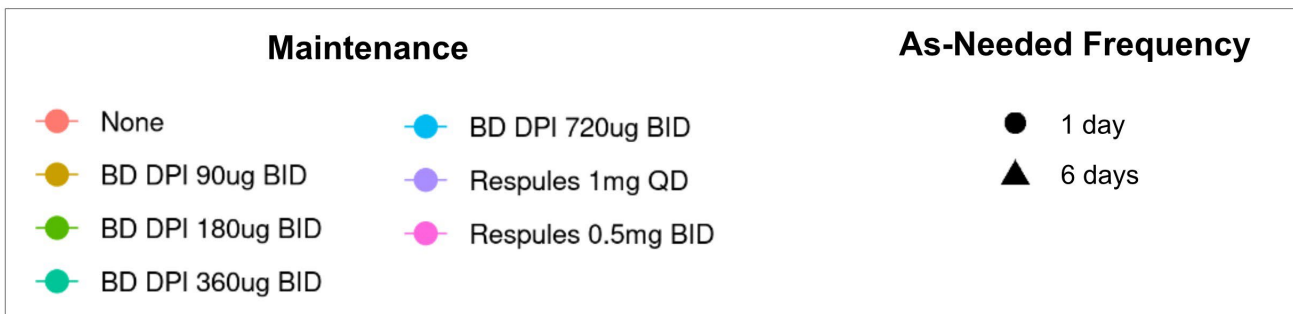 Maintenance
None
BD DPI 90ug BID
BD DPI 180ug BID
BD DPI 360ug BID
BD DPI 720ug BID
Respules 1mg QD
Respules 0.5mg BID
As-Needed Frequency
1 day
6 days